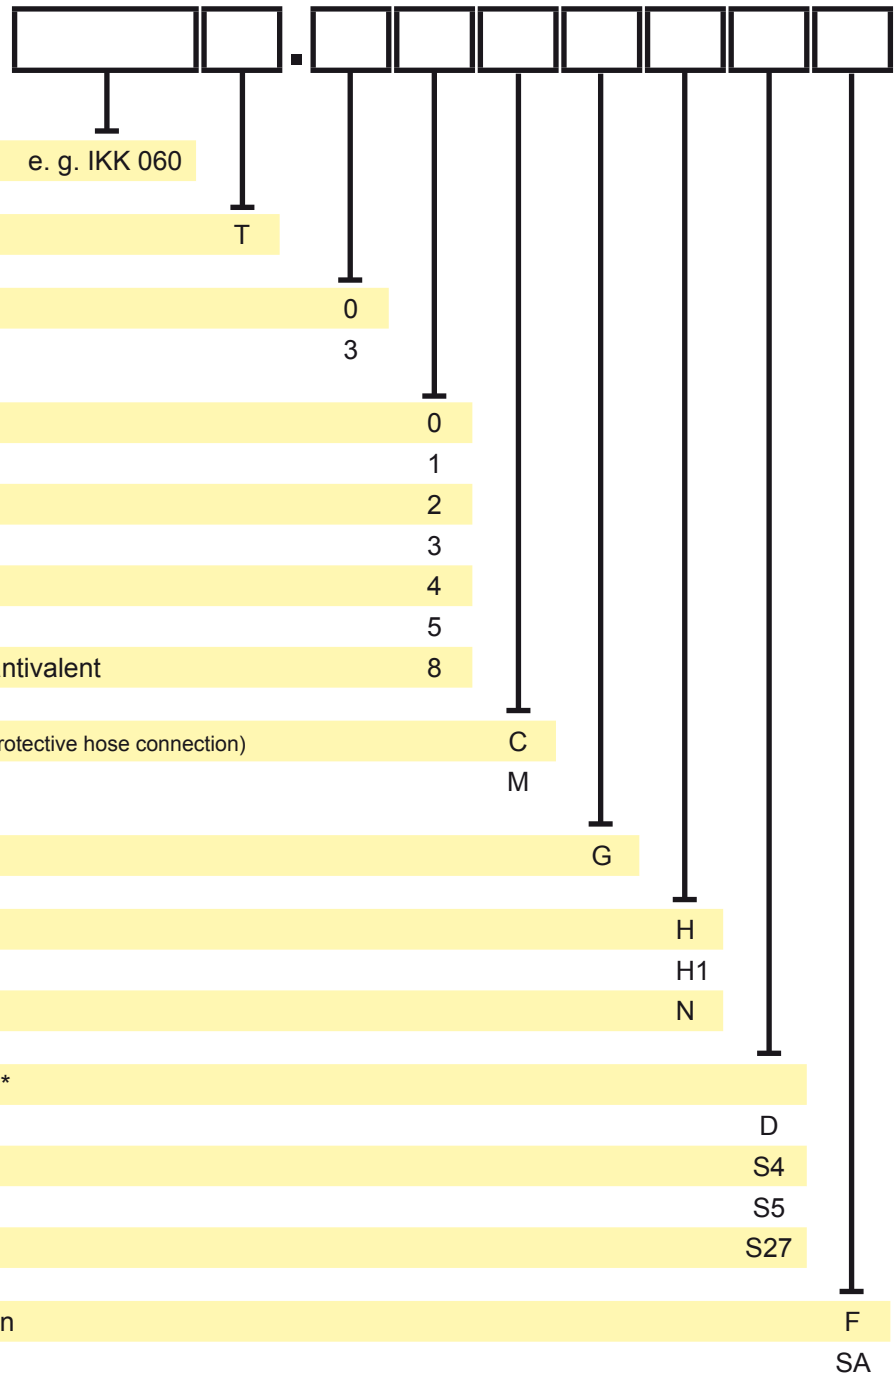 .
e. g. IKK 060
T
0
3
0
1
2
3
4
5
ntivalent 8
rotective hose connection) C
M
G
H
H1
N
*
D
S4
S5
S27
n F
SA